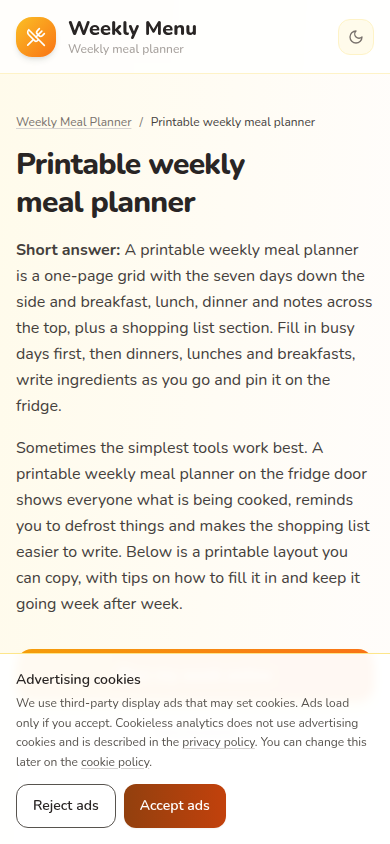 Weekly Menu
Weekly meal planner
Weekly Meal Planner / Printable weekly meal planner
Printable weekly
meal planner
Short answer: A printable weekly meal planner
is a one-page grid with the seven days down the
side and breakfast, lunch, dinner and notes across
the top, plus a shopping list section. Fill in busy
days first, then dinners, lunches and breakfasts,
write ingredients as you go and pin it on the
fridge.
Sometimes the simplest tools work best. A
printable weekly meal planner on the fridge door
shows everyone what is being cooked, reminds
you to defrost things and makes the shopping list
easier to write. Below is a printable layout you
can copy, with tips on how to fill it in and keep it
going week after week.
Advertising cookies
We use third-party display ads that may set cookies. Ads load
only if you accept. Cookieless analytics does not use advertising
cookies and is described in the privacy policy. You can change this
later on the cookie policy.
Reject ads
Accept ads